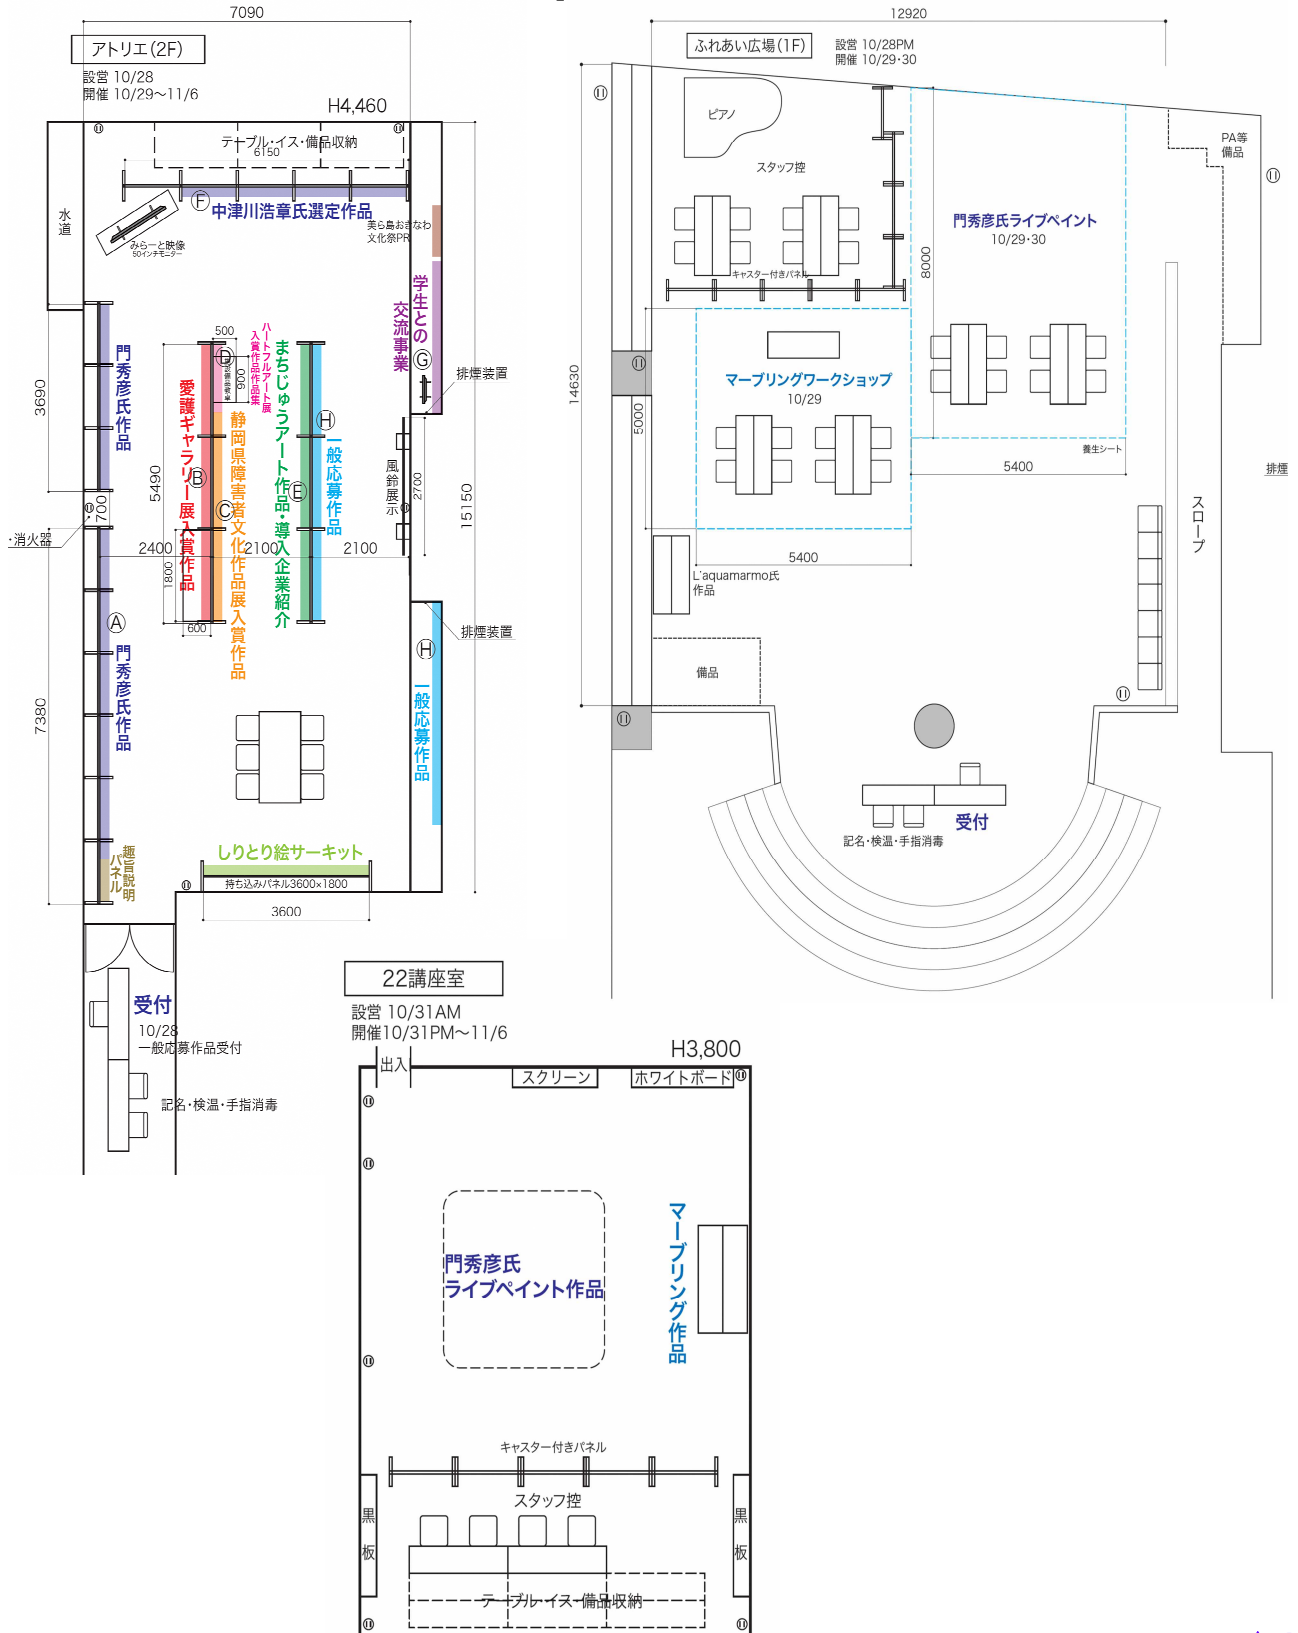 7090
アトリエ(2F)
設営 10/28
開催 10/29〜11/6
H4,460
テーブル・イス・備品収納
6150
水道
Ⓕ
中津川浩章氏選定作品
みらーと映像
50インチモニター
美ら島おきなわ
文化祭PR
学生との
交流事業
Ⓖ
排煙装置
3690
門秀彦氏作品
500
Ⓓ
900
ハートフルアート展
入賞作品作品集
愛護ギャラリー展入賞作品
Ⓑ
Ⓒ
静岡県障害者文化作品展入賞作品
まちじゅうアート作品・導入企業紹介
Ⓔ
Ⓗ
一般応募作品
風鈴展示
2700
15150
5490
700
・消火器
2400
2100
2100
1800
600
排煙装置
Ⓐ
門秀彦氏作品
7380
Ⓗ
一般応募作品
趣旨説明
パネル
しりとり絵サーキット
持ち込みパネル3600×1800
3600
受付
10/28
一般応募作品受付
記名・検温・手指消毒
12920
ふれあい広場(1F)
設営 10/28PM
開催 10/29・30
ピアノ
スタッフ控
PA等
備品
門秀彦氏ライブペイント
10/29・30
8000
キャスター付きパネル
マーブリングワークショップ
10/29
14630
5000
養生シート
5400
排煙
スロープ
5400
L'aquamarmo氏
作品
備品
受付
記名・検温・手指消毒
22講座室
設営 10/31AM
開催10/31PM〜11/6
H3,800
出入
スクリーン
ホワイトボード
門秀彦氏
ライブペイント作品
マーブリング作品
キャスター付きパネル
スタッフ控
黒板
黒板
テーブル・イス・備品収納